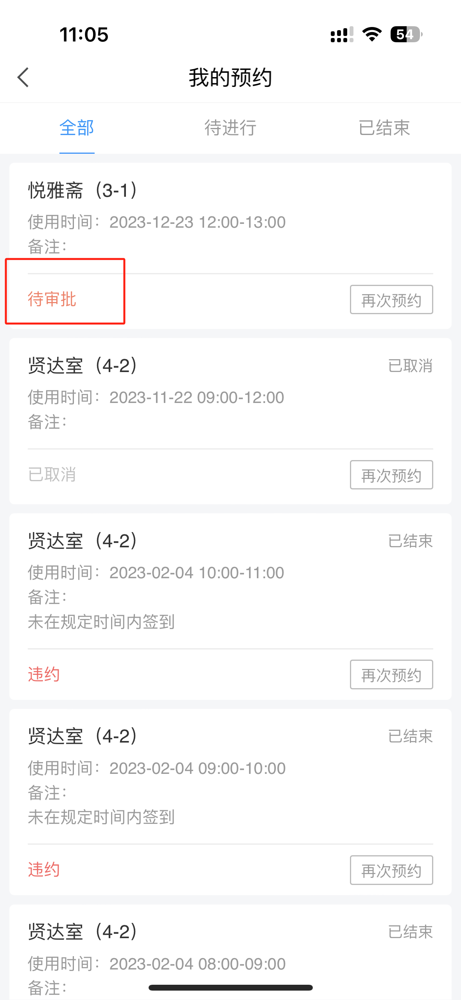 11:05
54
我的预约
全部 待进行 已结束
悦雅斋（3-1）
使用时间：2023-12-23 12:00-13:00
备注：
待审批 再次预约
贤达室（4-2） 已取消
使用时间：2023-11-22 09:00-12:00
备注：
已取消 再次预约
贤达室（4-2） 已结束
使用时间：2023-02-04 10:00-11:00
备注：
未在规定时间内签到
违约 再次预约
贤达室（4-2） 已结束
使用时间：2023-02-04 09:00-10:00
备注：
未在规定时间内签到
违约 再次预约
贤达室（4-2） 已结束
使用时间：2023-02-04 08:00-09:00
备注：